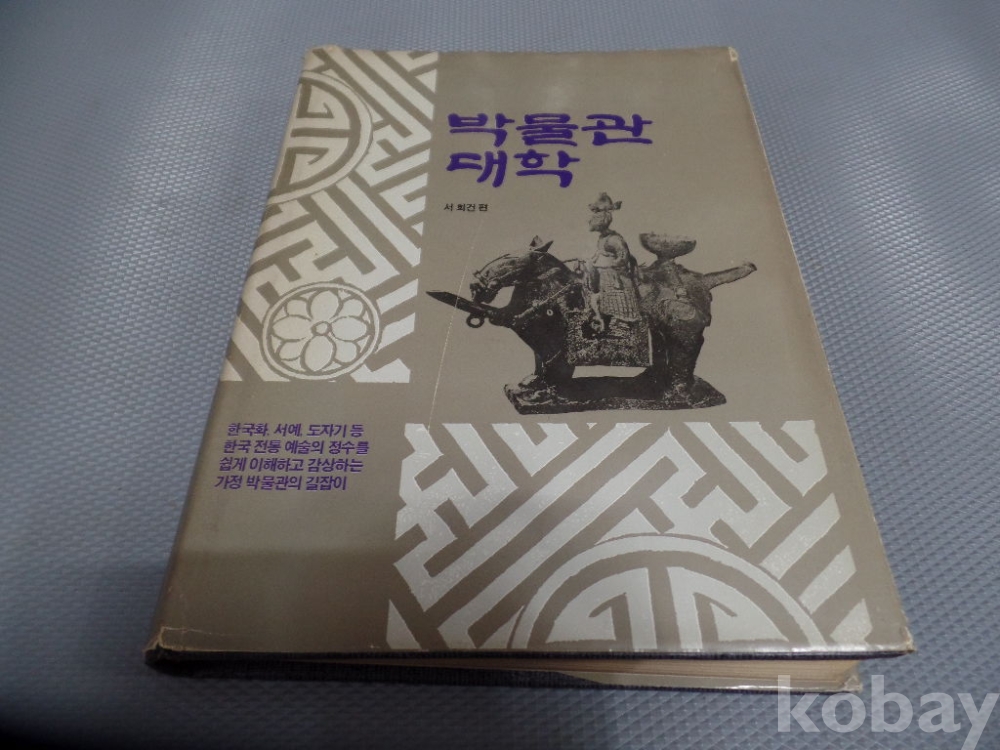 박물관
대학
서 희건 편
한국화, 서예, 도자기 등
한국 전통 예술의 정수를
쉽게 이해하고 감상하는
가정 박물관의 길잡이
kobay